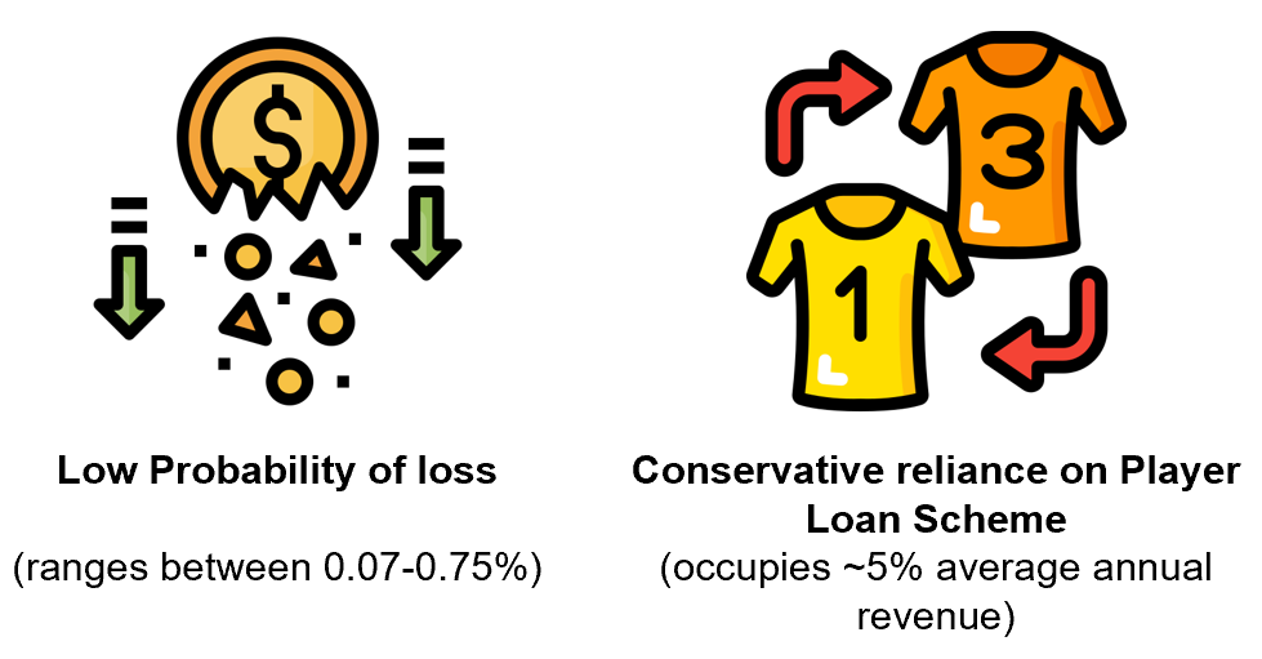 $
3
1
Low Probability of loss
(ranges between 0.07-0.75%)
Conservative reliance on Player
Loan Scheme
(occupies ~5% average annual
revenue)